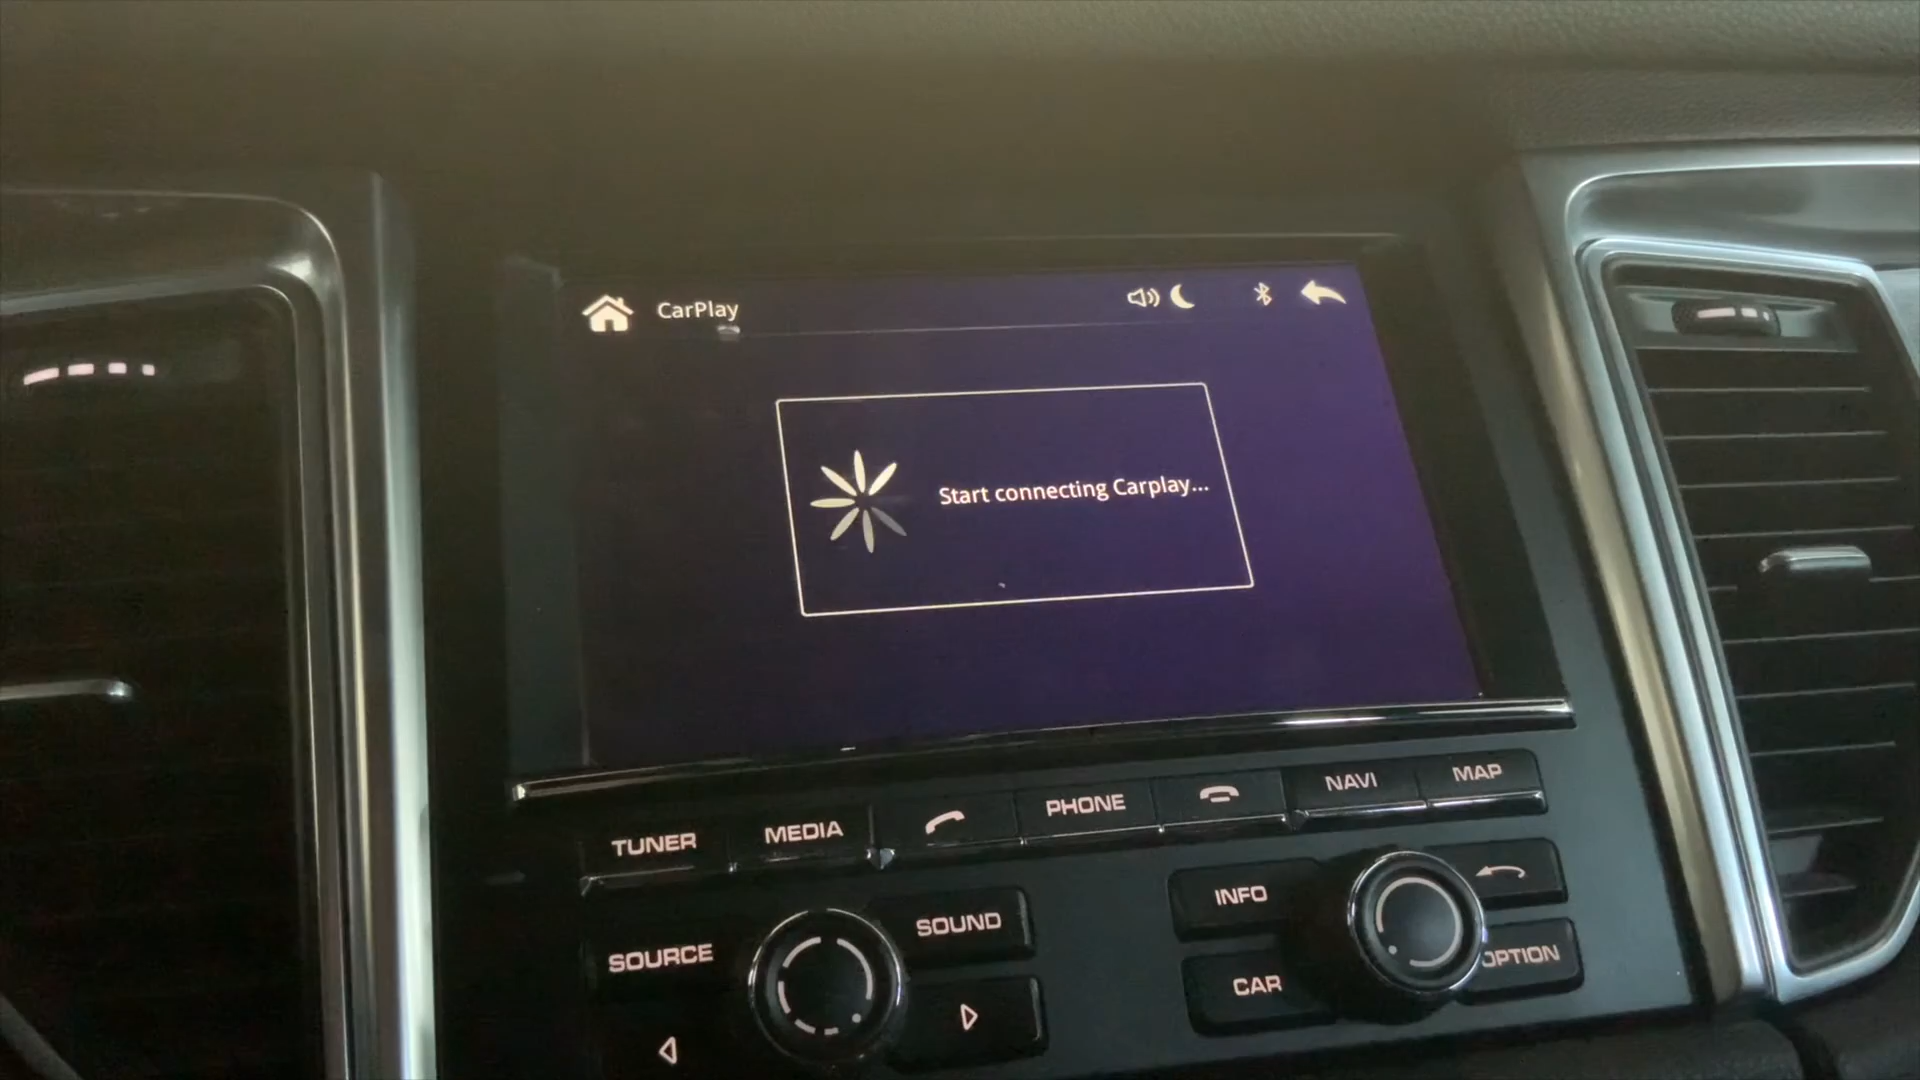 CarPlay
Start connecting Carplay...
TUNER
MEDIA
PHONE
NAVI
MAP
SOURCE
SOUND
INFO
CAR
OPTION